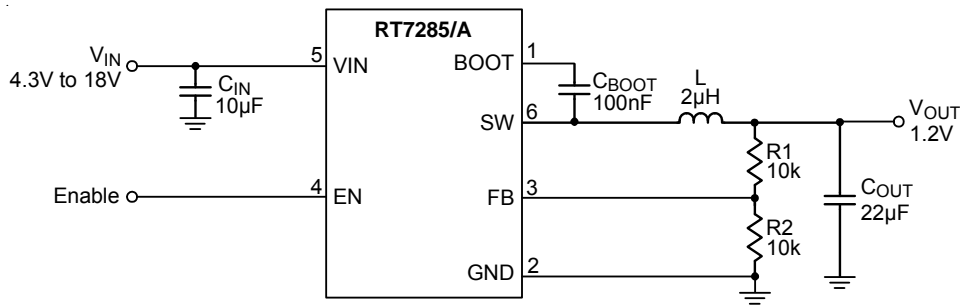 RT7285/A
VIN
4.3V to 18V
CIN
10µF
5
VIN
BOOT
1
CBOOT
100nF
L
2µH
SW
6
VOUT
1.2V
R1
10k
Enable
4
EN
FB
3
COUT
22µF
R2
10k
GND
2